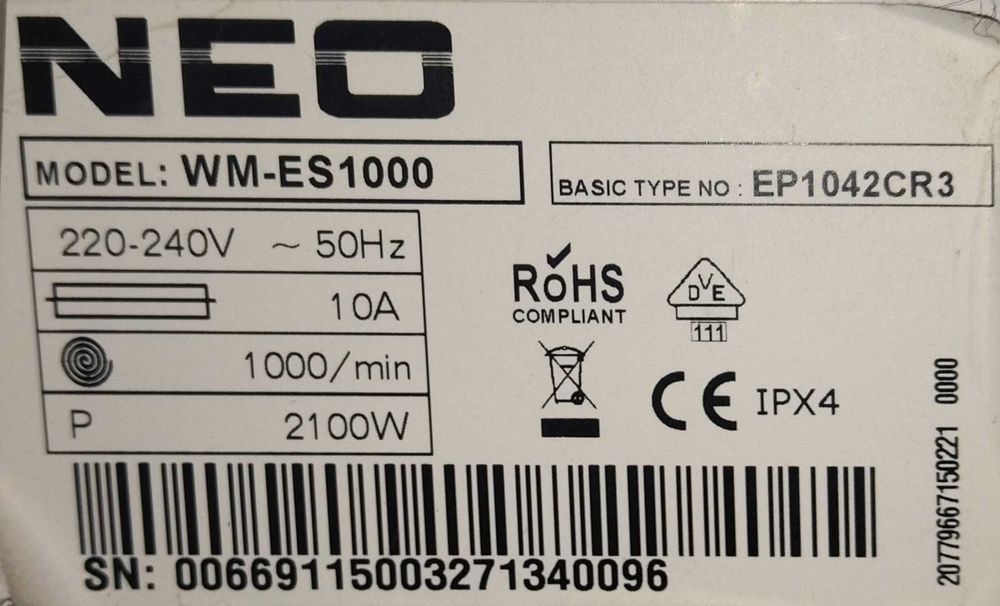 NEO
MODEL: WM-ES1000
BASIC TYPE NO : EP1042CR3
220-240V ~ 50Hz
10A
1000/min
P 2100W
RoHS
COMPLIANT
DVE
111
CE IPX4
SN: 00669115003271340096
20779667150221 0000